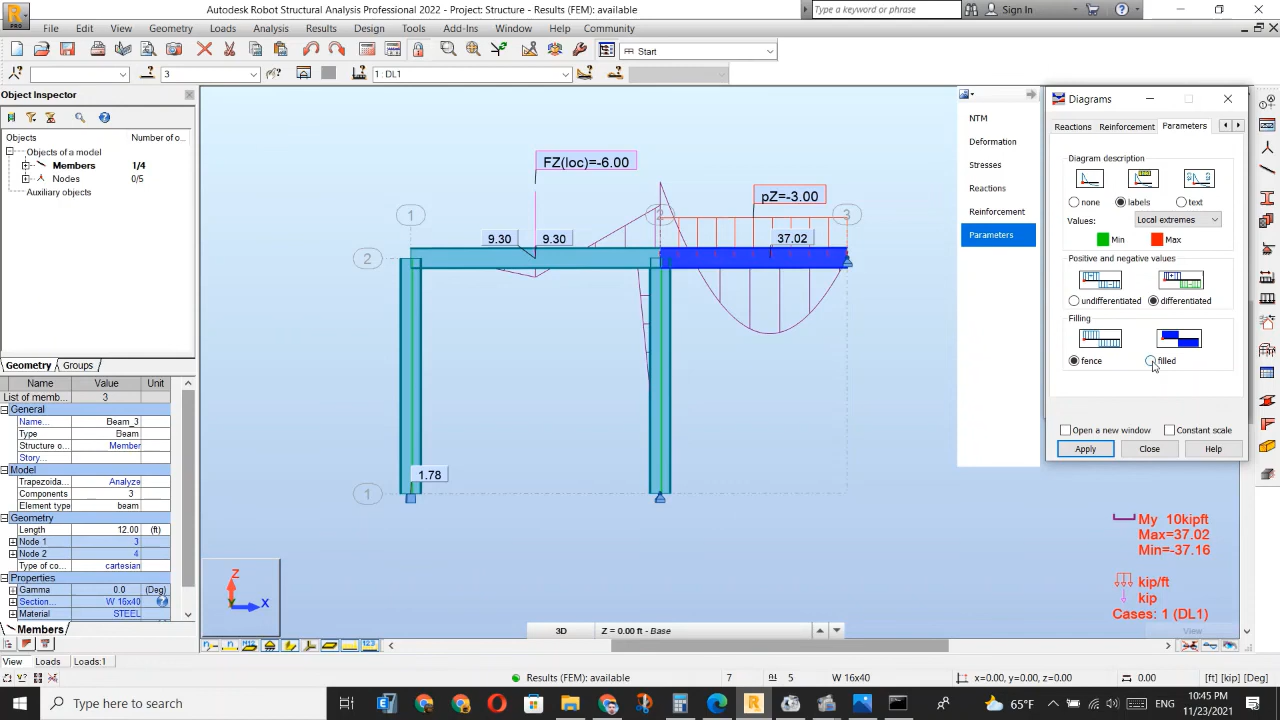 PRO
Autodesk Robot Structural Analysis Professional 2022 - Project: Structure - Results (FEM): available
Type a keyword or phrase
Sign In
File Edit View Geometry Loads Analysis Results Design Tools Add-Ins Window Help Community
Start
3
1 : DL1
Object Inspector
Objects Number of o...
Objects of a model
Members 1/4
Nodes 0/5
Auxiliary objects
Geometry Groups
Name Value Unit
List of memb... 3
General
Name... Beam_3
Type Beam
Structure o... Member
Story...
Model
Trapezoida... Analyze
Components 3
Element type beam
Geometry
Length 12.00 (ft)
Node 1 3
Node 2 4
Type of co... cartesian
Properties
Gamma 0.0 (Deg)
Section... W 16x40
Material STEEL
Members
FZ(loc)=-6.00
pZ=-3.00
1
2
3
9.30
9.30
37.02
2
1.78
1
Z
X
NTM
Deformation
Stresses
Reactions
Reinforcement
Parameters
Diagrams
Reactions Reinforcement Parameters
Diagram description
none labels text
Values: Local extremes
Min Max
Positive and negative values
undifferentiated differentiated
Filling
fence filled
Open a new window Constant scale
Apply Close Help
My 10kipft
Max=37.02
Min=-37.16
kip/ft
kip
Cases: 1 (DL1)
3D Z = 0.00 ft - Base
View
View Loads Loads:1
Results (FEM): available 7 5 W 16x40 x=0.00, y=0.00, z=0.00 0.00 [ft] [kip] [Deg]
Type here to search
65°F
ENG
10:45 PM
11/23/2021